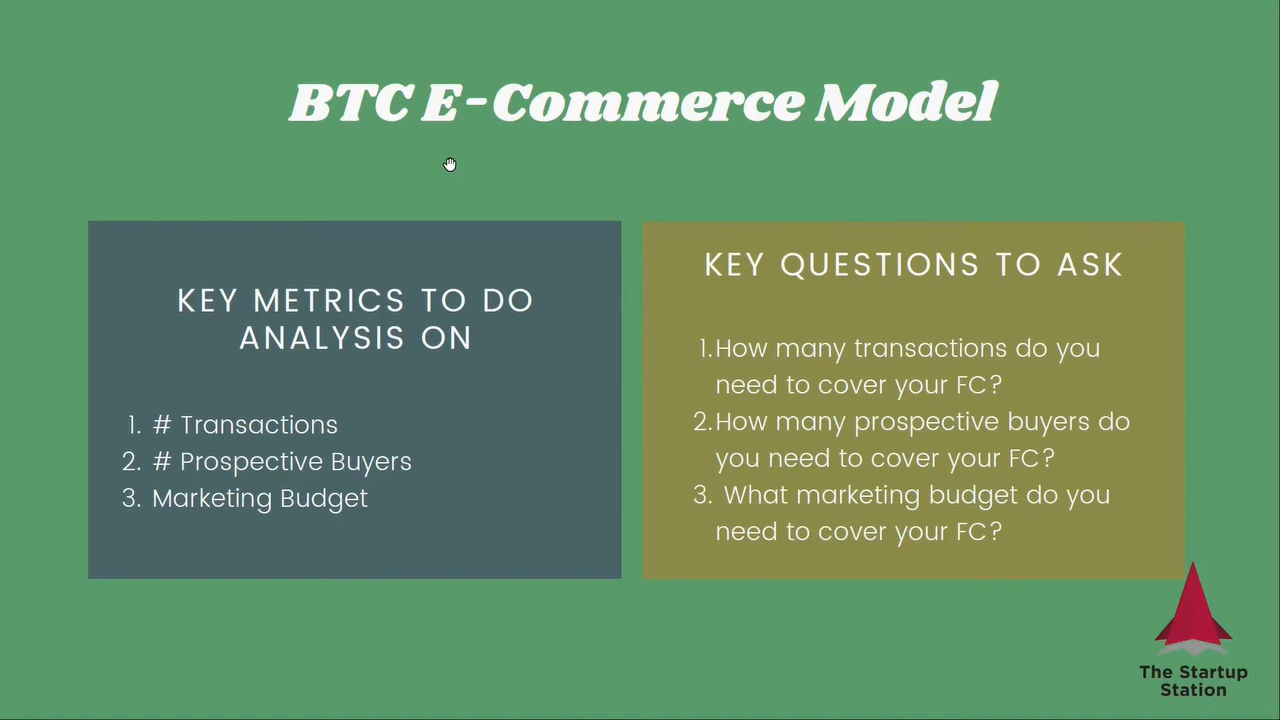 BTC E-Commerce Model
KEY METRICS TO DO
ANALYSIS ON
1. # Transactions
2. # Prospective Buyers
3. Marketing Budget
KEY QUESTIONS TO ASK
1. How many transactions do you
need to cover your FC?
2. How many prospective buyers do
you need to cover your FC?
3. What marketing budget do you
need to cover your FC?
The Startup
Station